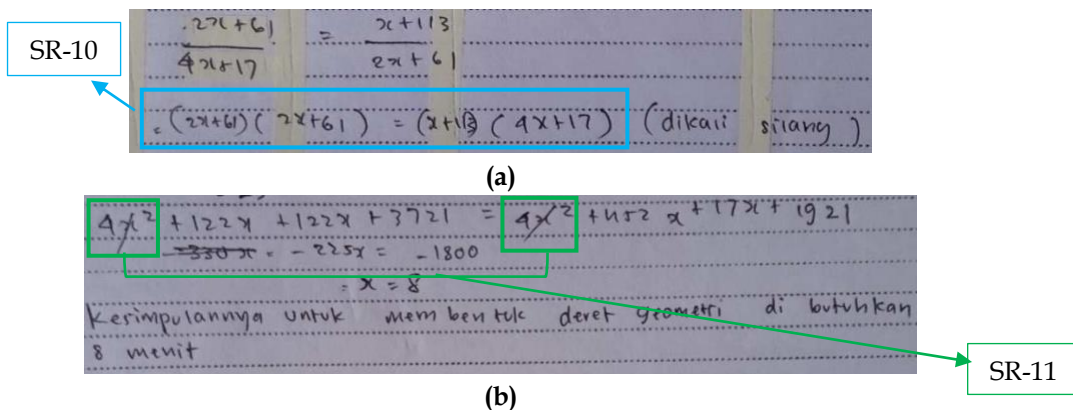 2x+61 = x+113
4x+17 2x+61
SR-10
= (2x+61) ( 2x+61) = (x+113) ( 4x+17) (dikali silang)
(a)
4x² + 122x + 122x + 3721 = 4x² + 452x + 17x + 1921
-330x = -225x = -1800
= x = 8
Kesimpulannya untuk membentuk deret geometri di butuhkan
8 menit
SR-11
(b)